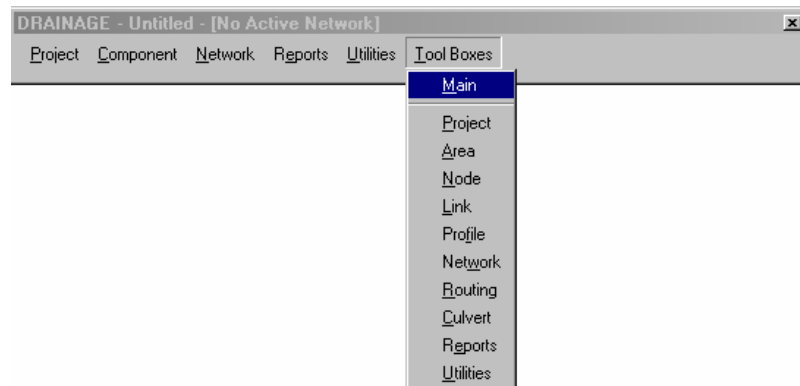 DRAINAGE - Untitled - [No Active Network]
Project Component Network Reports Utilities Tool Boxes
Main
Project
Area
Node
Link
Profile
Network
Routing
Culvert
Reports
Utilities